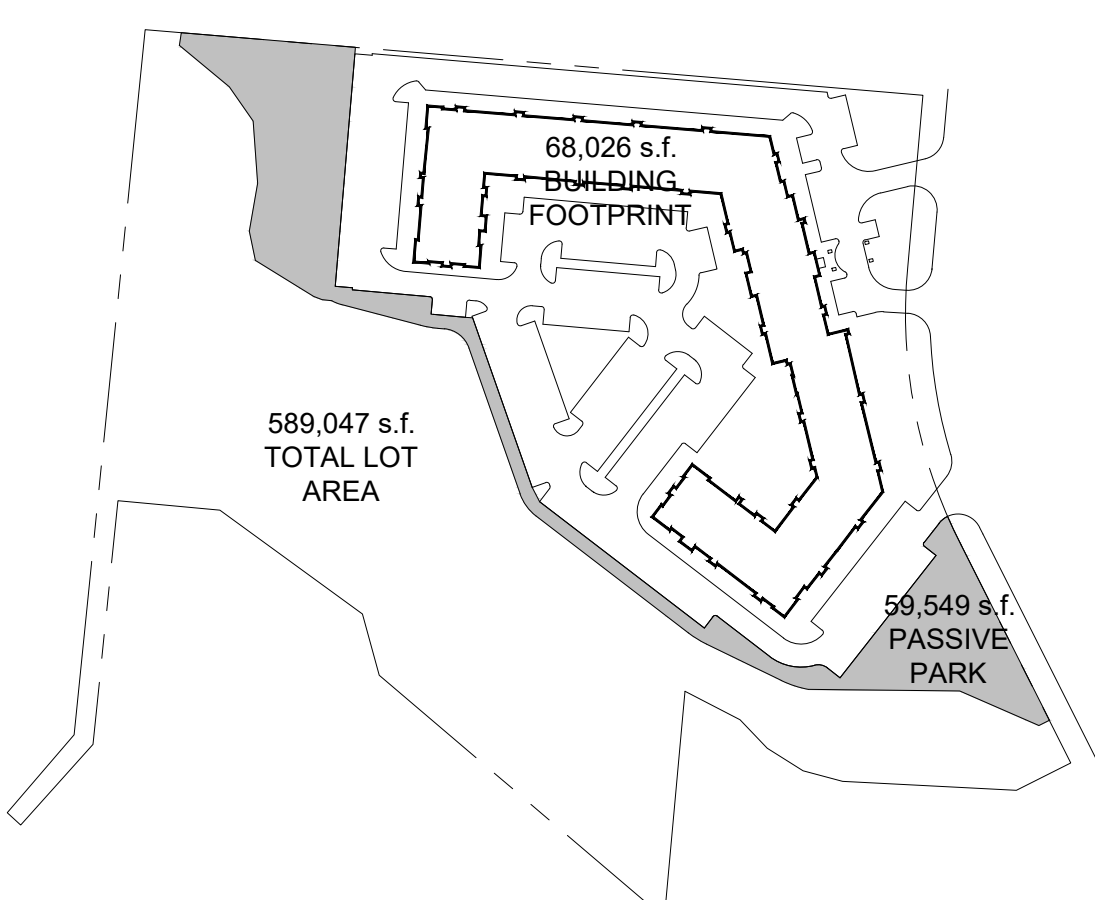 68,026 s.f.
BUILDING
FOOTPRINT
589,047 s.f.
TOTAL LOT
AREA
59,549 s.f.
PASSIVE
PARK